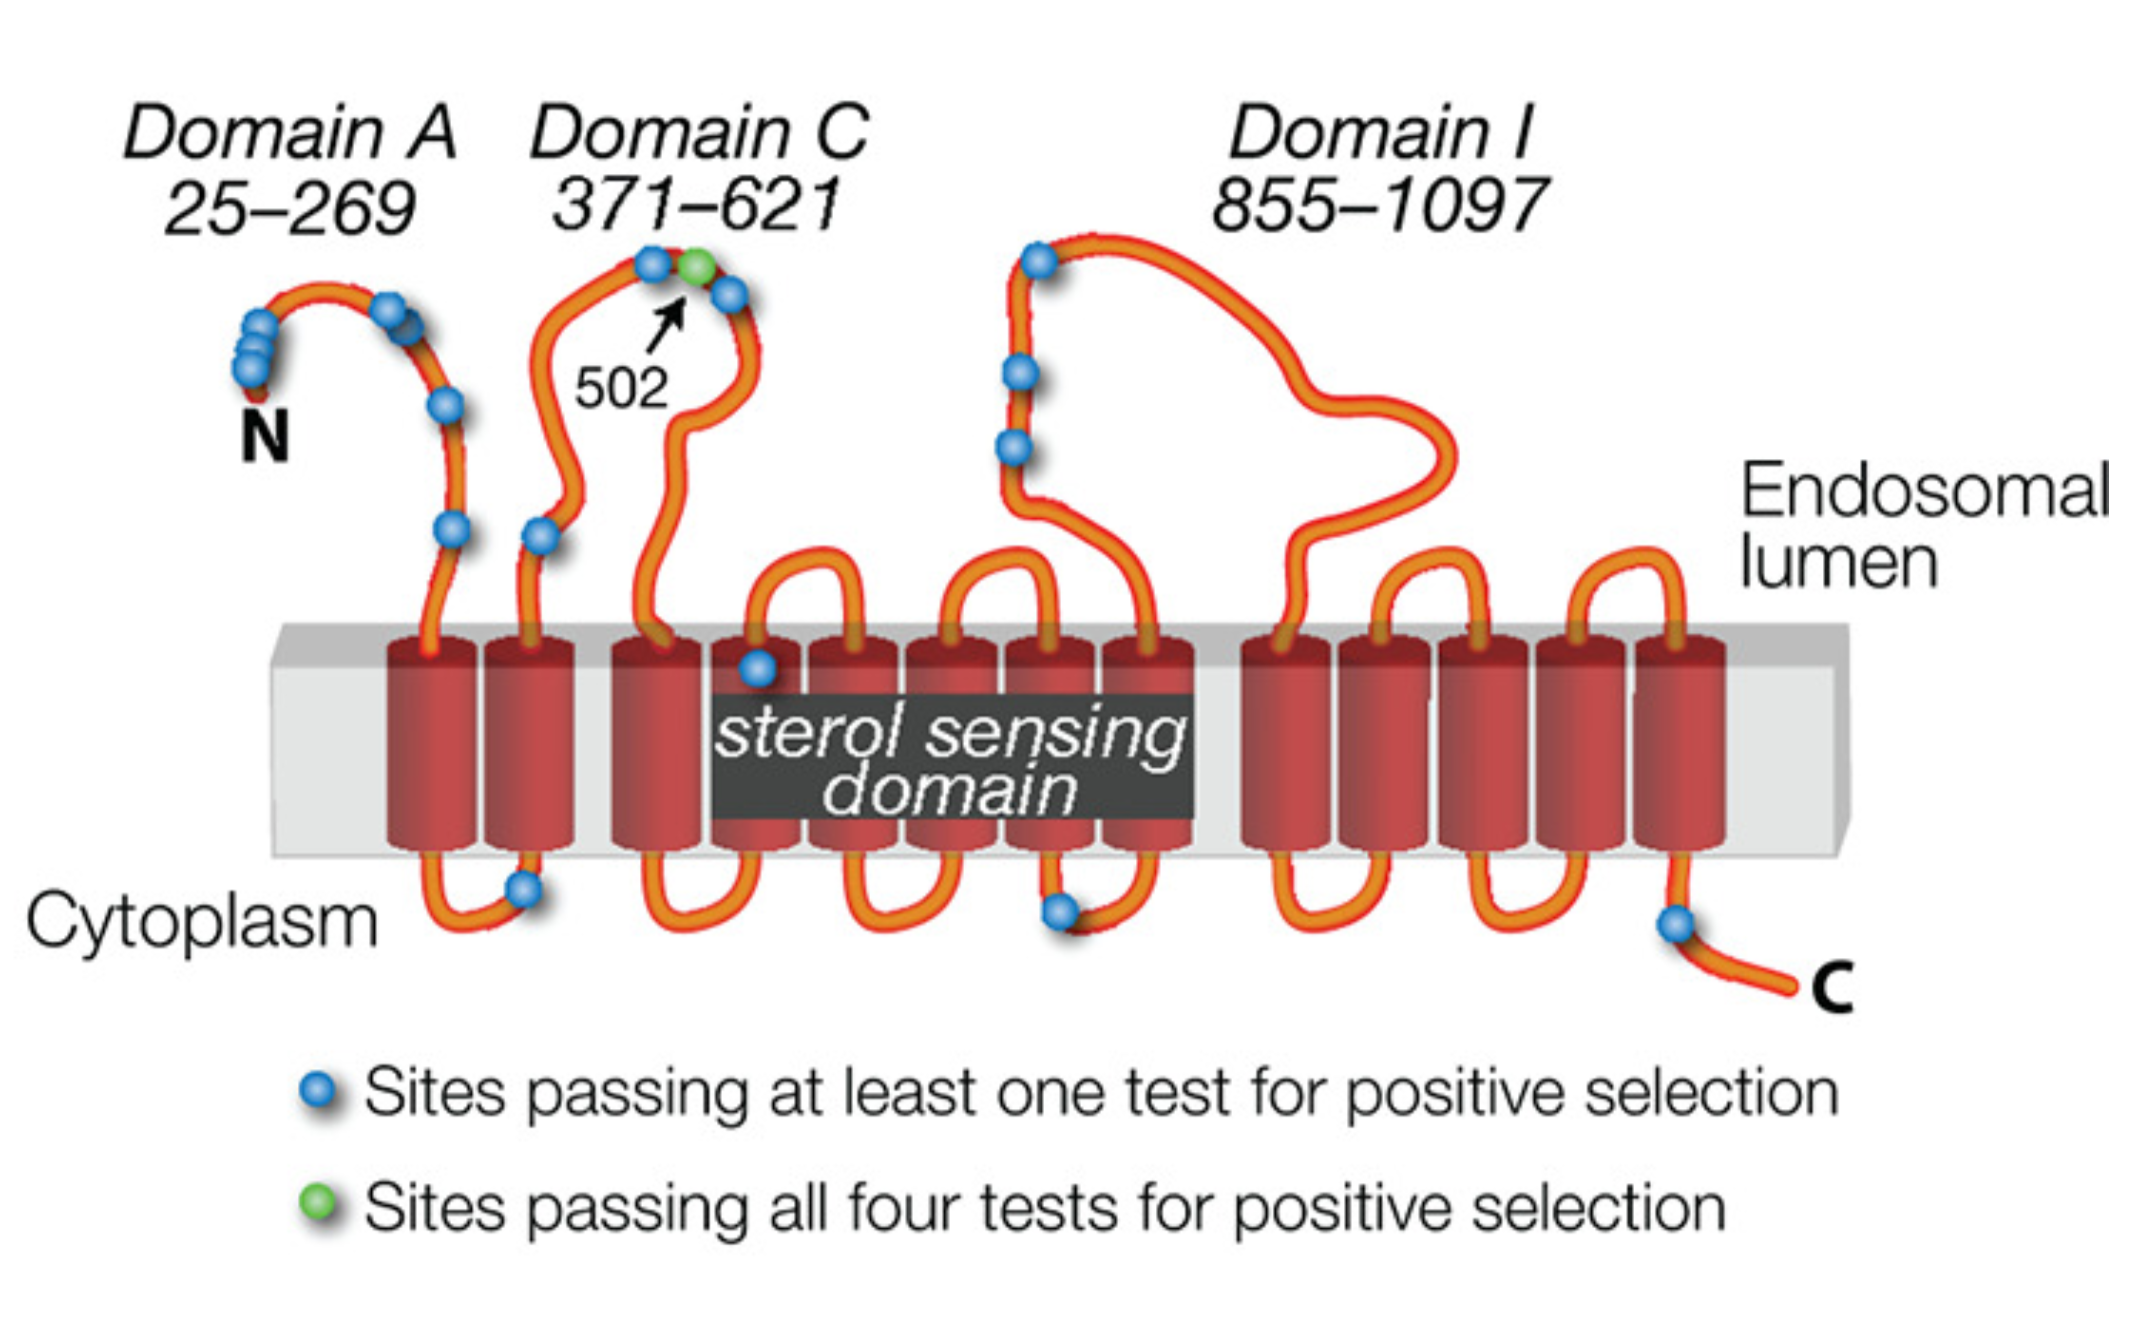 Domain A
25–269
Domain C
371–621
Domain I
855–1097
502
N
Endosomal
lumen
sterol sensing
domain
Cytoplasm
C
Sites passing at least one test for positive selection
Sites passing all four tests for positive selection